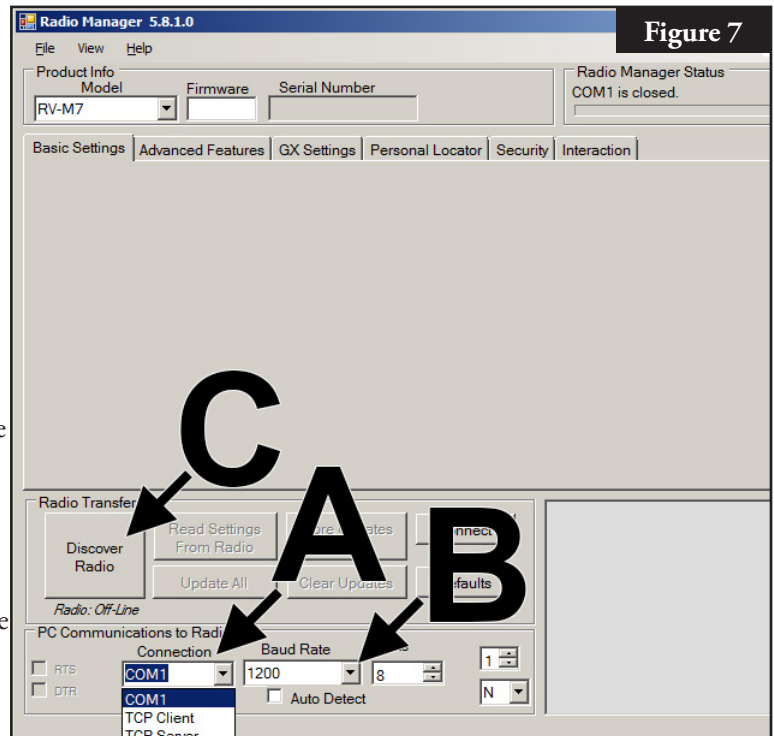 Radio Manager 5.8.1.0
Figure 7
File View Help
Product Info
Model Firmware Serial Number
RV-M7
Radio Manager Status
COM1 is closed.
Basic Settings Advanced Features GX Settings Personal Locator Security Interaction
C
A
B
Radio Transfer
Discover
Radio
Read Settings
From Radio
Update All
Clear Updates
Radio: Off-Line
PC Communications to
Connection Baud Rate
RTS
DTR
COM1
1200
8
1
N
Auto Detect
COM1
TCP Client
TCP Server
e
e